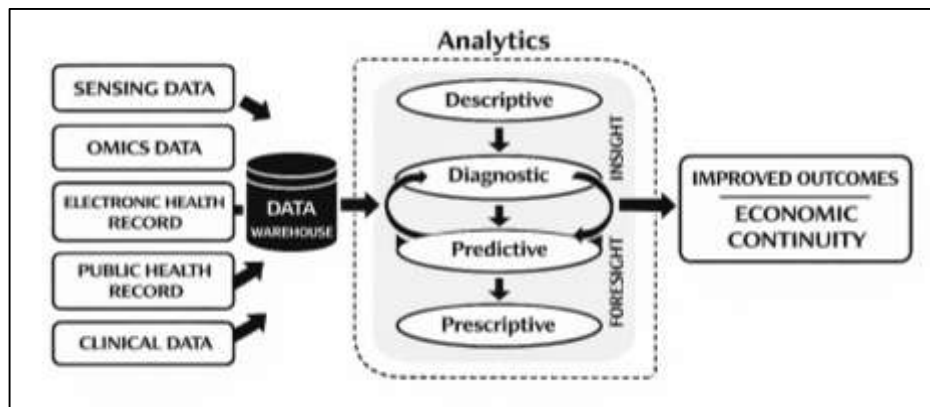 Analytics
SENSING DATA
OMICS DATA
ELECTRONIC HEALTH
RECORD
PUBLIC HEALTH
RECORD
CLINICAL DATA
DATA
WAREHOUSE
Descriptive
Diagnostic
Predictive
Prescriptive
INSIGHT
FORESIGHT
IMPROVED OUTCOMES
ECONOMIC
CONTINUITY